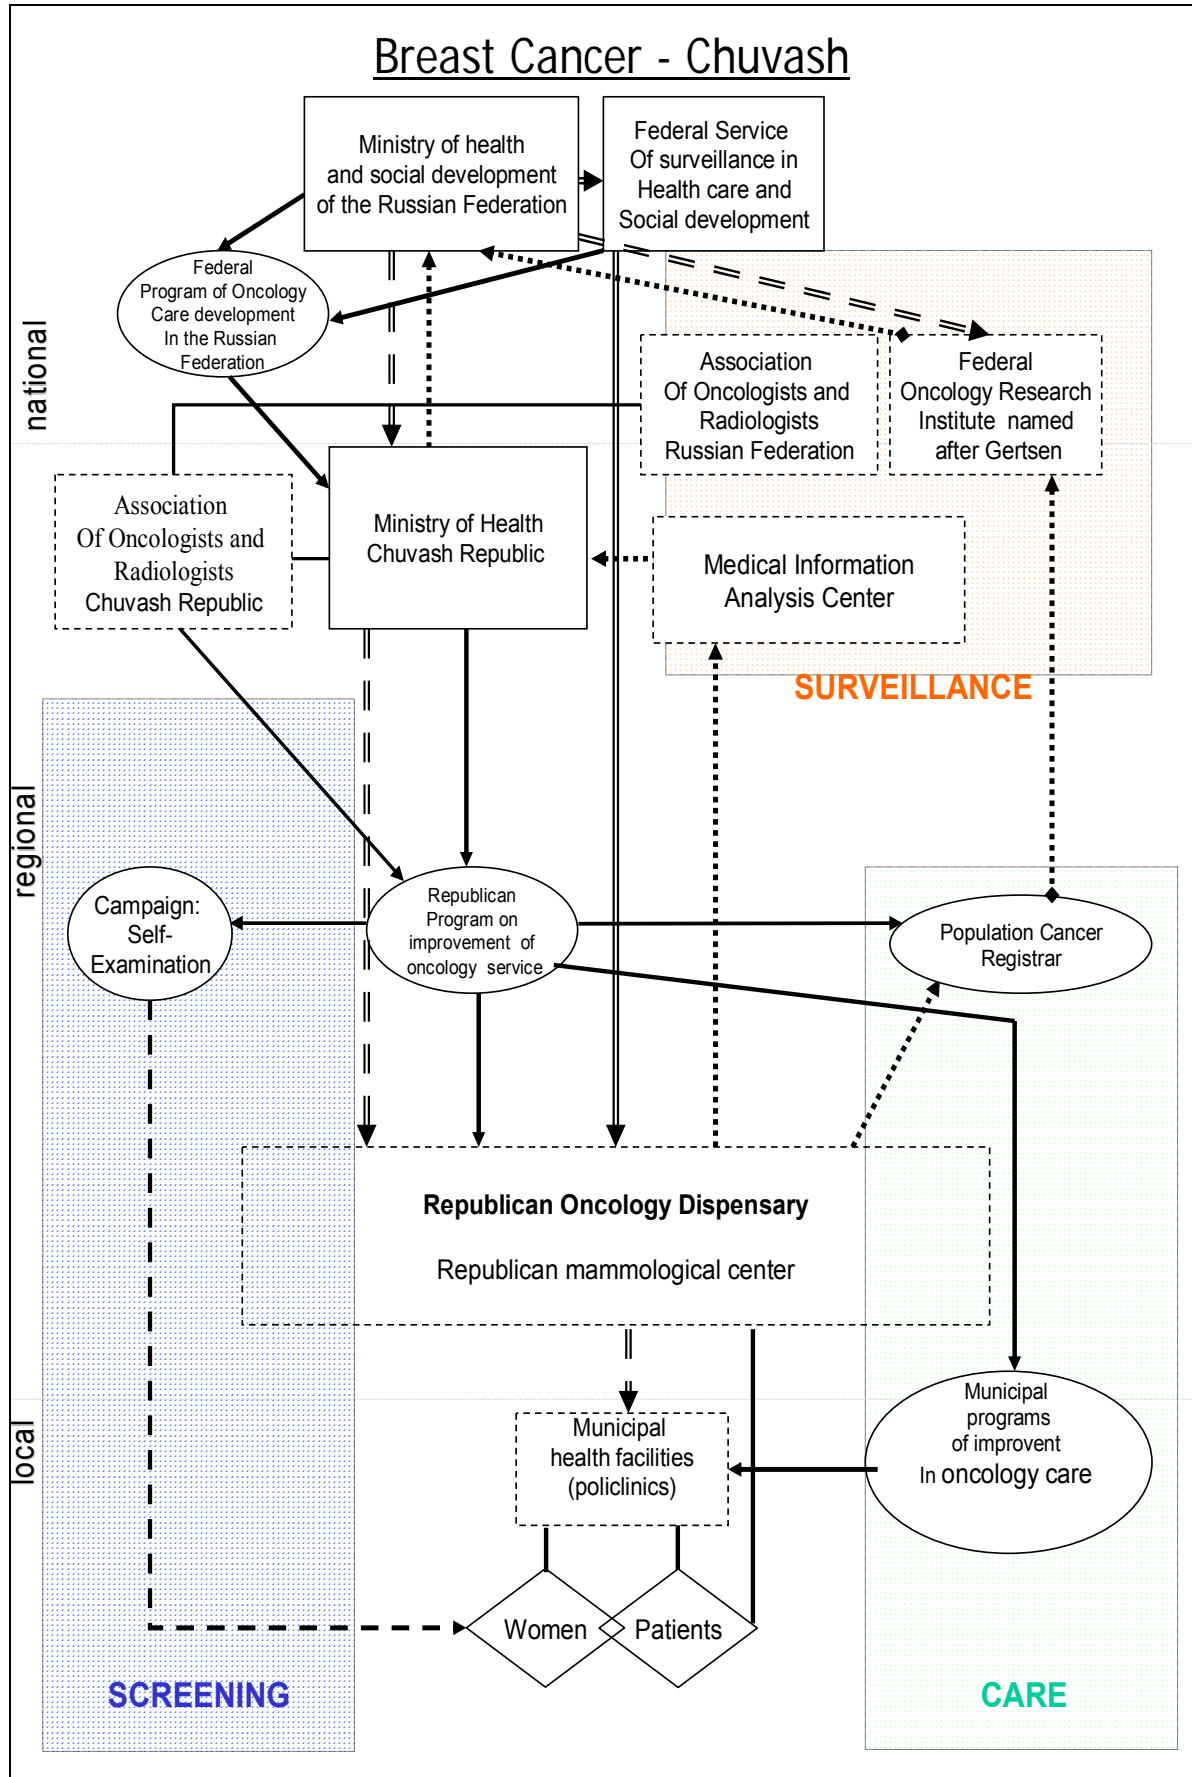 Breast Cancer - Chuvash
Ministry of health
and social development
of the Russian Federation
Federal Service
Of surveillance in
Health care and
Social development
Federal
Program of Oncology
Care development
In the Russian
Federation
national
Association
Of Oncologists and
Radiologists
Russian Federation
Federal
Oncology Research
Institute named
after Gertsen
Association
Of Oncologists and
Radiologists
Chuvash Republic
Ministry of Health
Chuvash Republic
Medical Information
Analysis Center
SURVEILLANCE
regional
Campaign:
Self-
Examination
Republican
Program on
improvement of
oncology service
Population Cancer
Registrar
Republican Oncology Dispensary
Republican mammological center
local
Municipal
health facilities
(policlinics)
Municipal
programs
of improvent
In oncology care
Women
Patients
SCREENING
CARE